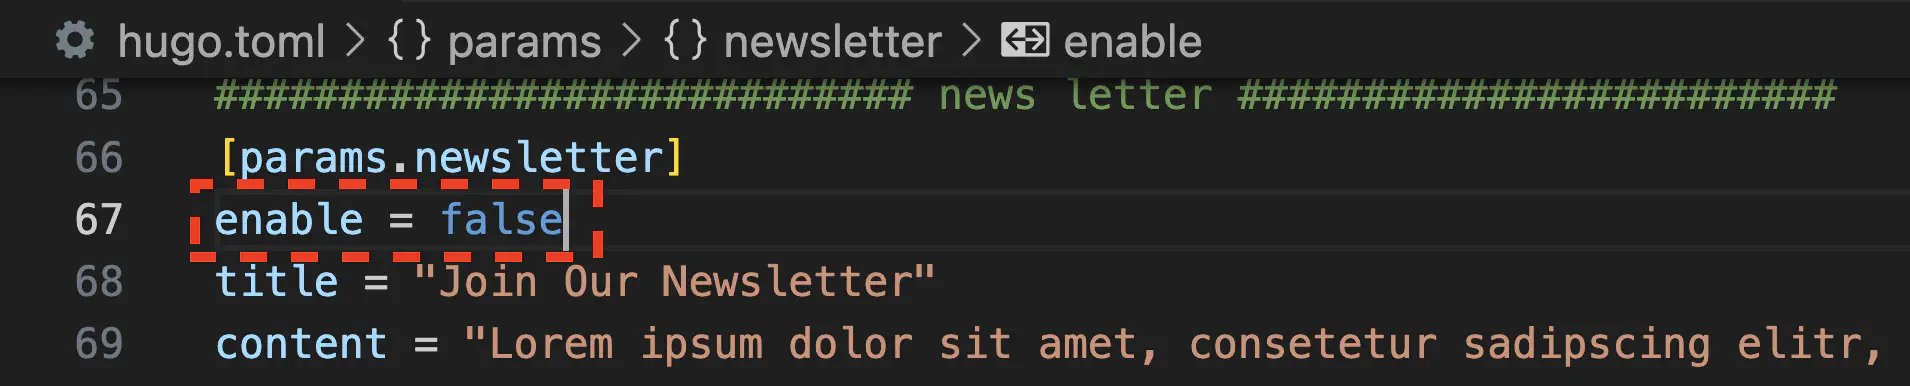 hugo.toml > {} params > {} newsletter > enable
65 ############################ news letter ########################
66 [params.newsletter]
67 enable = false
68 title = "Join Our Newsletter"
69 content = "Lorem ipsum dolor sit amet, consetetur sadipscing elitr,